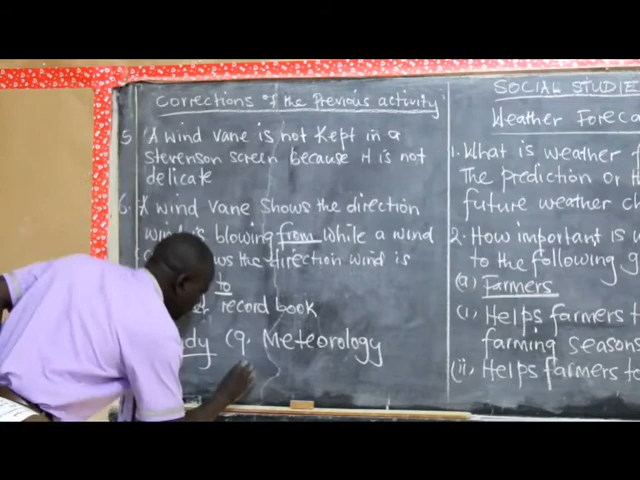 Corrections of the Previous activity
5 A wind vane is not kept in a
stevenson screen because it is not
delicate
6. A wind vane shows the direction
wind is blowing from while a wind
the direction wind is
to
record book
(9. Meteorology
SOCIAL STUDIE
Weather Foreca
1. What is weather
The prediction or
future weather ch
2. How important is
to the following g
(a) Farmers
(i) Helps farmers t
farming seasons
(ii) Helps farmers to